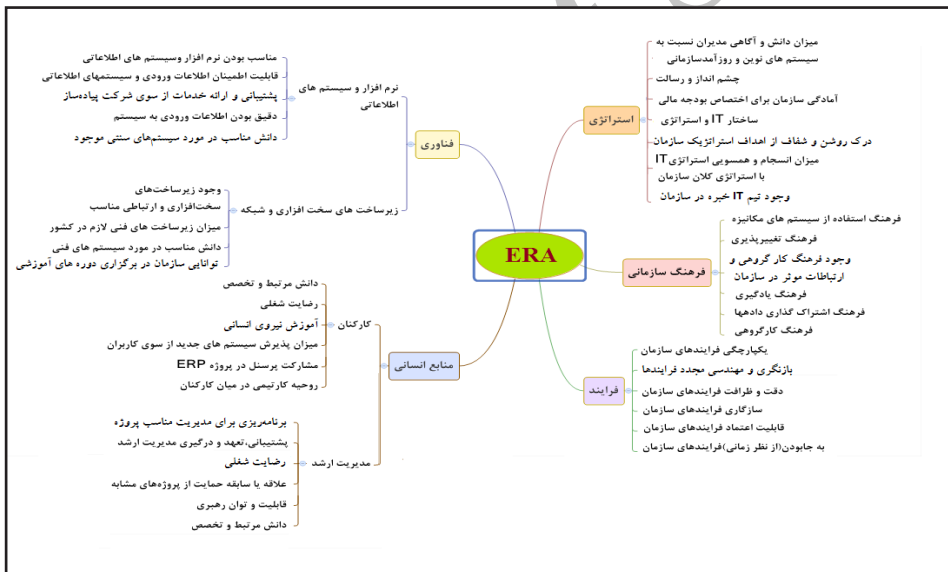 ERA
استراتژی
میزان دانش و آگاهی مدیران نسبت به
سیستم های نوین و روزآمدسازمانی
چشم انداز و رسالت
آمادگی سازمان برای اختصاص بودجه مالی
ساختار IT و استراتژی
درک روشن و شفاف از اهداف استراتژیک سازمان
میزان انسجام و همسویی استراتژی IT
با استراتژی کلان سازمان
وجود تیم IT خبره در سازمان
فرهنگ سازمانی
فرهنگ استفاده از سیستم های مکانیزه
فرهنگ تغییرپذیری
وجود فرهنگ کار گروهی و
ارتباطات موثر در سازمان
فرهنگ یادگیری
فرهنگ اشتراک گذاری دادهها
فرهنگ کارگروهی
فرایند
یکپارچگی فرایندهای سازمان
بازنگری و مهندسی مجدد فرایندها
دقت و ظرافت فرایندهای سازمان
سازگاری فرایندهای سازمان
قابلیت اعتماد فرایندهای سازمان
به جابودن(از نظر زمانی)فرایندهای سازمان
فناوری
نرم افزار و سیستم های
اطلاعاتی
مناسب بودن نرم افزار وسیستم های اطلاعاتی
قابلیت اطمینان اطلاعات ورودی و سیستمهای اطلاعاتی
پشتیبانی و ارائه خدمات از سوی شرکت پیاده‌ساز
دقیق بودن اطلاعات ورودی به سیستم
دانش مناسب در مورد سیستم‌های سنتی موجود
زیرساخت های سخت افزاری و شبکه
وجود زیرساخت‌های
سخت‌افزاری و ارتباطی مناسب
میزان زیرساخت های فنی لازم در کشور
دانش مناسب در مورد سیستم های فنی
توانایی سازمان در برگزاری دوره های آموزشی
منابع انسانی
کارکنان
دانش مرتبط و تخصص
رضایت شغلی
آموزش نیروی انسانی
میزان پذیرش سیستم های جدید از سوی کاربران
مشارکت پرسنل در پروژه ERP
روحیه کارتیمی در میان کارکنان
مدیریت ارشد
برنامه‌ریزی برای مدیریت مناسب پروژه
پشتیبانی،تعهد و درگیری مدیریت ارشد
رضایت شغلی
علاقه یا سابقه حمایت از پروژه‌های مشابه
قابلیت و توان رهبری
دانش مرتبط و تخصص